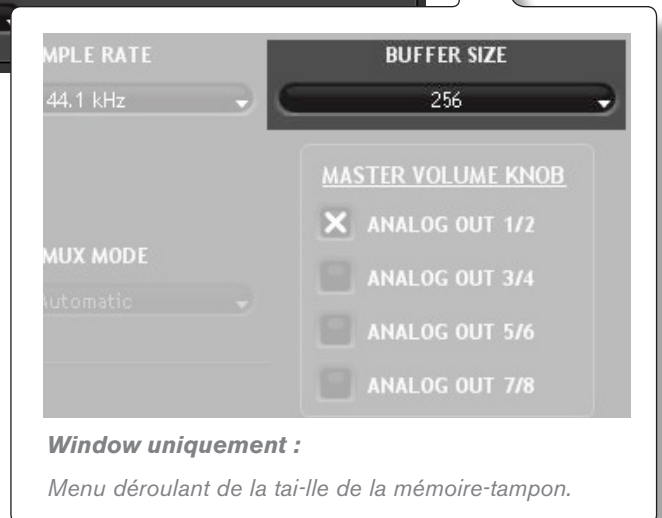 MPLE RATE
BUFFER SIZE
44.1 kHz
256
MASTER VOLUME KNOB
ANALOG OUT 1/2
MUX MODE
ANALOG OUT 3/4
Automatic
ANALOG OUT 5/6
ANALOG OUT 7/8
Window uniquement :
Menu déroulant de la tai-lle de la mémoire-tampon.